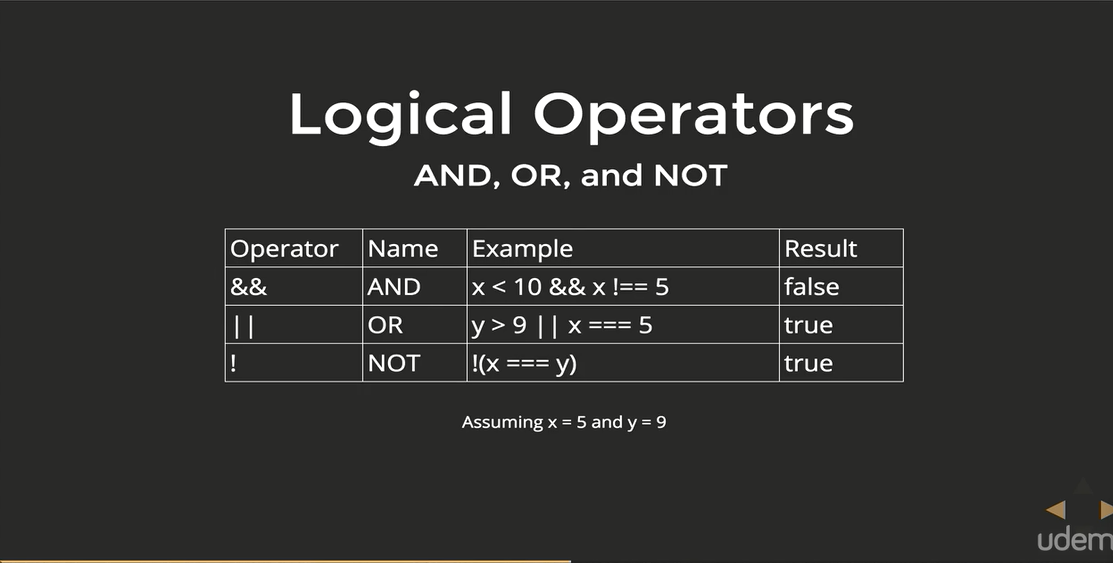 Logical Operators
AND, OR, and NOT
Operator Name Example Result
&& AND x < 10 && x !== 5 false
|| OR y > 9 || x === 5 true
! NOT !(x === y) true
Assuming x = 5 and y = 9
udem